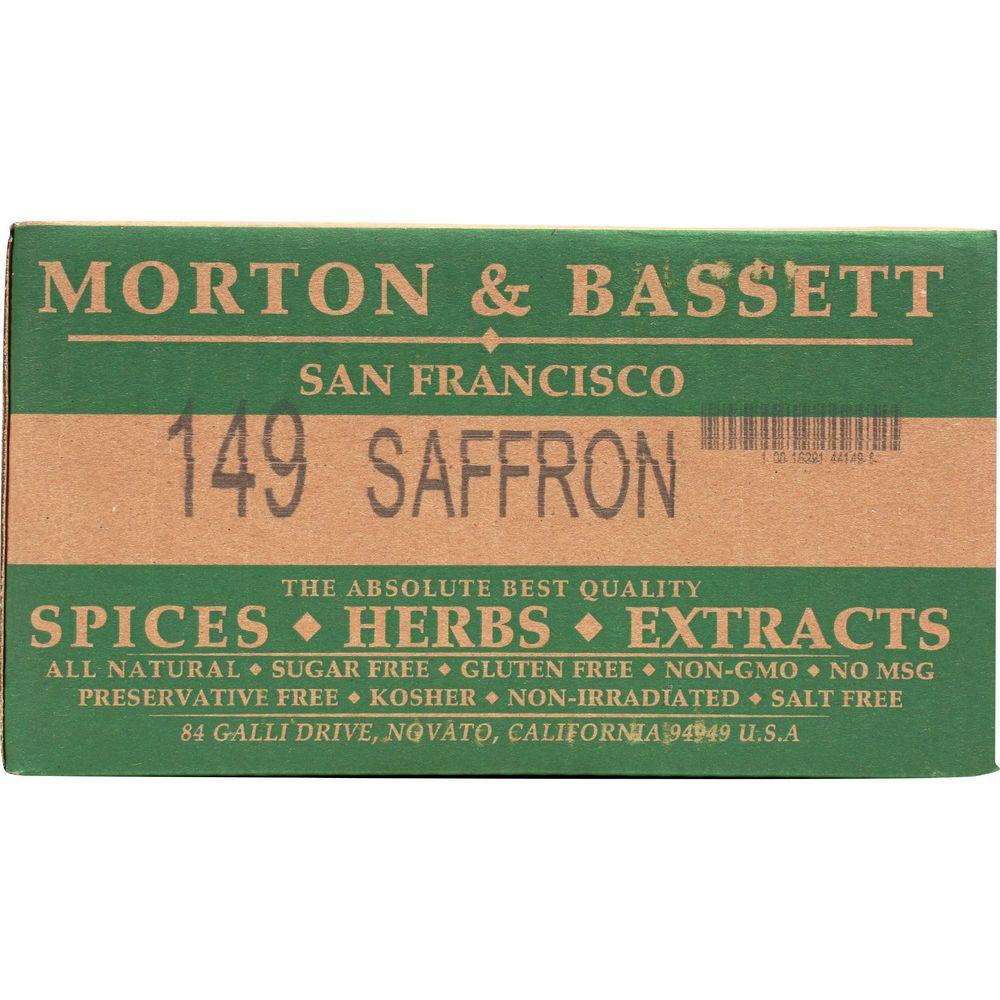 MORTON & BASSETT
SAN FRANCISCO
149 SAFFRON
THE ABSOLUTE BEST QUALITY
SPICES ◆ HERBS ◆ EXTRACTS
ALL NATURAL ◆ SUGAR FREE ◆ GLUTEN FREE ◆ NON-GMO ◆ NO MSG
PRESERVATIVE FREE ◆ KOSHER ◆ NON-IRRADIATED ◆ SALT FREE
84 GALLI DRIVE, NOVATO, CALIFORNIA 94949 U.S.A